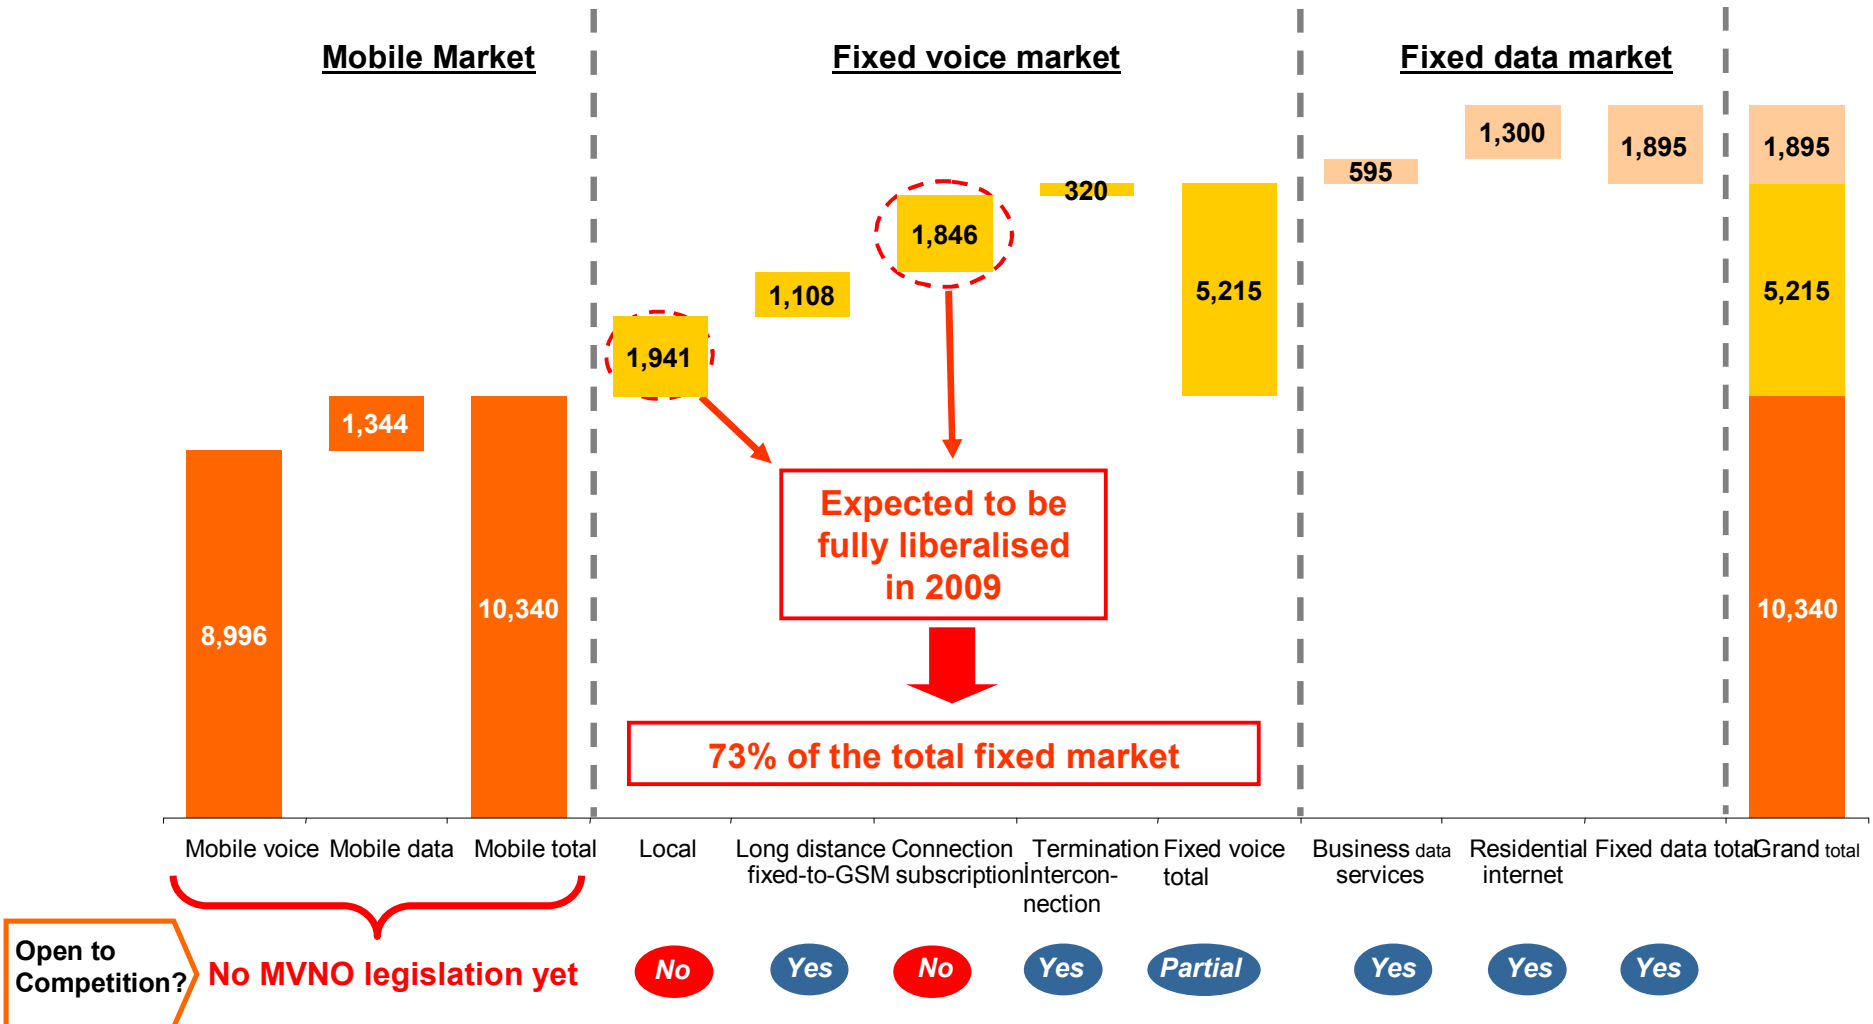 Mobile Market
Fixed voice market
Fixed data market
8,996
1,344
10,340
1,941
1,108
1,846
320
5,215
595
1,300
1,895
1,895
5,215
10,340
Expected to be
fully liberalised
in 2009
73% of the total fixed market
Mobile voice
Mobile data
Mobile total
Local
Long distance
fixed-to-GSM
Connection
subscription
Termination
İntercon-
nection
Fixed voice
total
Business data
services
Residential
internet
Fixed data total
Grand total
Open to
Competition?
No MVNO legislation yet
No
Yes
No
Yes
Partial
Yes
Yes
Yes